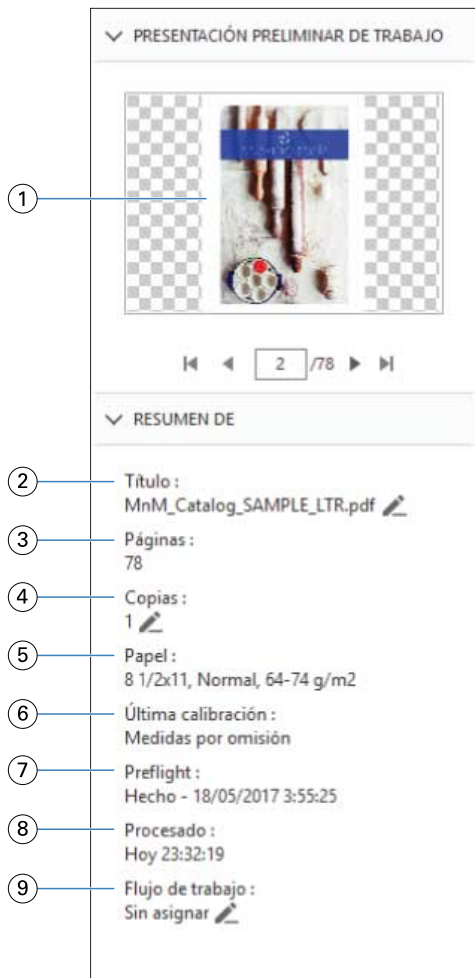 PRESENTACIÓN PRELIMINAR DE TRABAJO
1
2 /78
RESUMEN DE
2 Título :
MnM_Catalog_SAMPLE_LTR.pdf
3 Páginas :
78
4 Copias :
1
5 Papel :
8 1/2x11, Normal, 64-74 g/m2
6 Última calibración :
Medidas por omisión
7 Preflight :
Hecho - 18/05/2017 3:55:25
8 Procesado :
Hoy 23:32:19
9 Flujo de trabajo :
Sin asignar